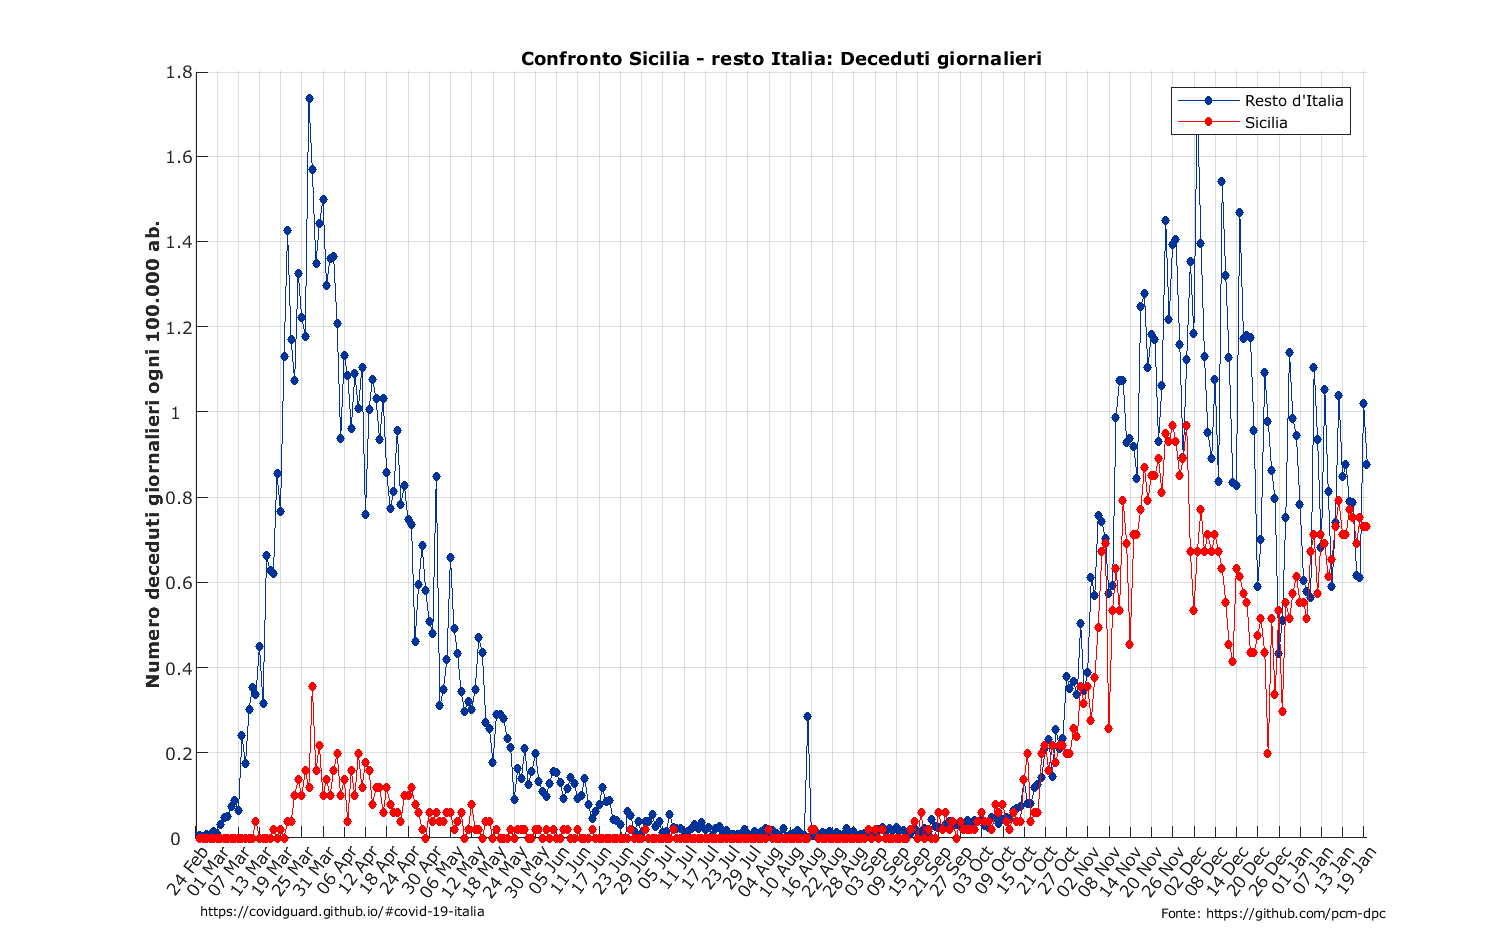 Confronto Sicilia - resto Italia: Deceduti giornalieri
Numero deceduti giornalieri ogni 100.000 ab.
1.8
1.6
1.4
1.2
1
0.8
0.6
0.4
0.2
0
Resto d'Italia
Sicilia
24 Feb
01 Mar
07 Mar
13 Mar
19 Mar
25 Mar
31 Mar
06 Apr
12 Apr
18 Apr
24 Apr
30 Apr
06 May
12 May
18 May
24 May
30 May
05 Jun
11 Jun
17 Jun
23 Jun
29 Jun
05 Jul
11 Jul
17 Jul
23 Jul
29 Jul
04 Aug
10 Aug
16 Aug
22 Aug
28 Aug
03 Sep
09 Sep
15 Sep
21 Sep
27 Sep
03 Oct
09 Oct
15 Oct
21 Oct
27 Oct
02 Nov
08 Nov
14 Nov
20 Nov
26 Nov
02 Dec
08 Dec
14 Dec
20 Dec
26 Dec
01 Jan
07 Jan
13 Jan
19 Jan
https://covidguard.github.io/#covid-19-italia
Fonte: https://github.com/pcm-dpc